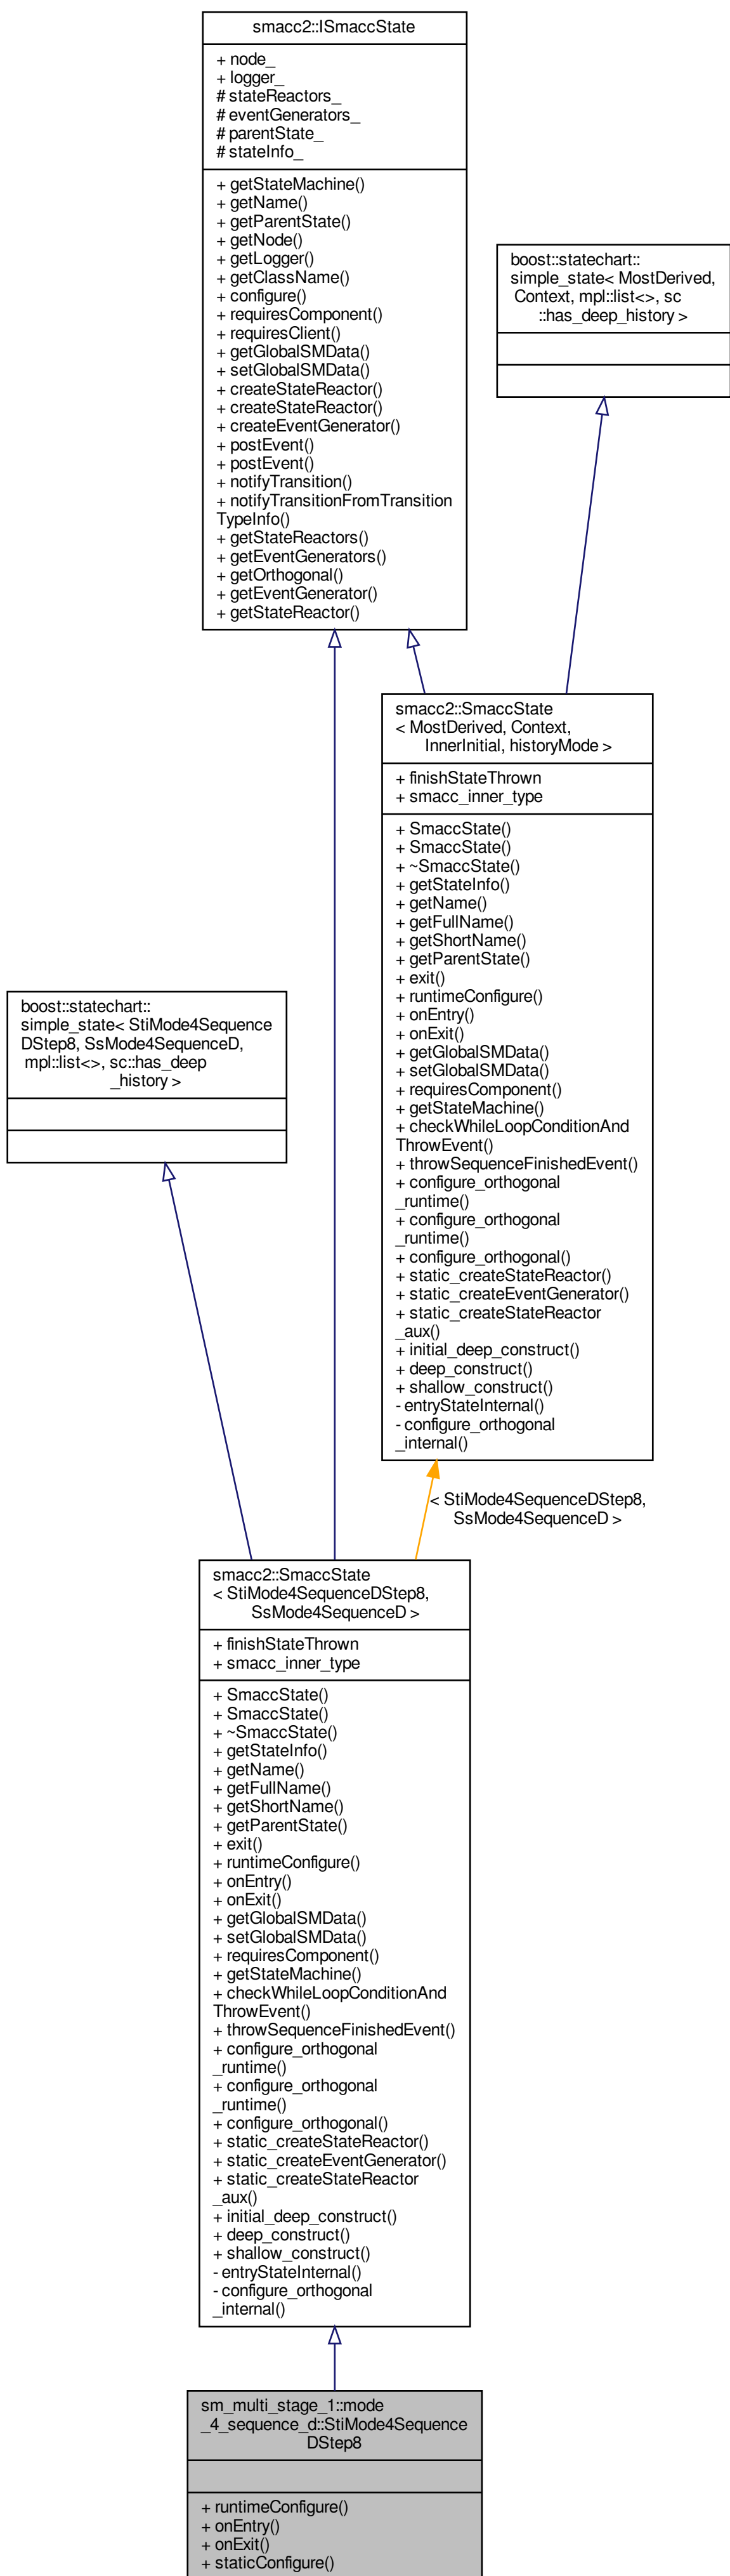 smacc2::ISmaccState
+ node_
+ logger_
# stateReactors_
# eventGenerators_
# parentState_
# stateInfo_
+ getStateMachine()
+ getName()
+ getParentState()
+ getNode()
+ getLogger()
+ getClassName()
+ configure()
+ requiresComponent()
+ requiresClient()
+ getGlobalSMData()
+ setGlobalSMData()
+ createStateReactor()
+ createStateReactor()
+ createEventGenerator()
+ postEvent()
+ postEvent()
+ notifyTransition()
+ notifyTransitionFromTransition
TypeInfo()
+ getStateReactors()
+ getEventGenerators()
+ getOrthogonal()
+ getEventGenerator()
+ getStateReactor()
boost::statechart::
simple_state< MostDerived,
Context, mpl::list<>, sc
::has_deep_history >
smacc2::SmaccState
< MostDerived, Context,
InnerInitial, historyMode >
+ finishStateThrown
+ smacc_inner_type
+ SmaccState()
+ SmaccState()
+ ~SmaccState()
+ getStateInfo()
+ getName()
+ getFullName()
+ getShortName()
+ getParentState()
+ exit()
+ runtimeConfigure()
+ onEntry()
+ onExit()
+ getGlobalSMData()
+ setGlobalSMData()
+ requiresComponent()
+ getStateMachine()
+ checkWhileLoopConditionAnd
ThrowEvent()
+ throwSequenceFinishedEvent()
+ configure_orthogonal
_runtime()
+ configure_orthogonal
_runtime()
+ configure_orthogonal()
+ static_createStateReactor()
+ static_createEventGenerator()
+ static_createStateReactor
_aux()
+ initial_deep_construct()
+ deep_construct()
+ shallow_construct()
- entryStateInternal()
- configure_orthogonal
_internal()
boost::statechart::
simple_state< StiMode4Sequence
DStep8, SsMode4SequenceD,
mpl::list<>, sc::has_deep
_history >
< StiMode4SequenceDStep8,
SsMode4SequenceD >
smacc2::SmaccState
< StiMode4SequenceDStep8,
SsMode4SequenceD >
+ finishStateThrown
+ smacc_inner_type
+ SmaccState()
+ SmaccState()
+ ~SmaccState()
+ getStateInfo()
+ getName()
+ getFullName()
+ getShortName()
+ getParentState()
+ exit()
+ runtimeConfigure()
+ onEntry()
+ onExit()
+ getGlobalSMData()
+ setGlobalSMData()
+ requiresComponent()
+ getStateMachine()
+ checkWhileLoopConditionAnd
ThrowEvent()
+ throwSequenceFinishedEvent()
+ configure_orthogonal
_runtime()
+ configure_orthogonal
_runtime()
+ configure_orthogonal()
+ static_createStateReactor()
+ static_createEventGenerator()
+ static_createStateReactor
_aux()
+ initial_deep_construct()
+ deep_construct()
+ shallow_construct()
- entryStateInternal()
- configure_orthogonal
_internal()
sm_multi_stage_1::mode
_4_sequence_d::StiMode4Sequence
DStep8
+ runtimeConfigure()
+ onEntry()
+ onExit()
+ staticConfigure()